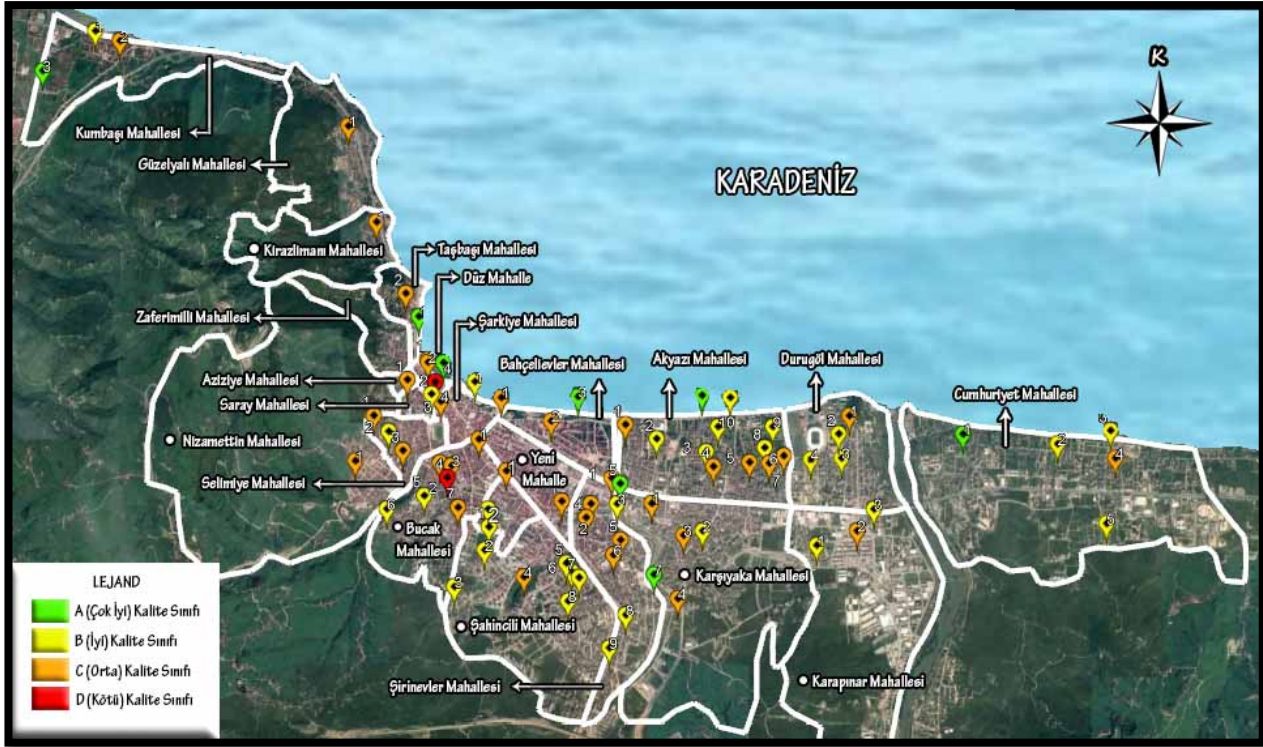 K
KARADENİZ
Kumbaşı Mahallesi
Güzelyalı Mahallesi
Kirazlimanı Mahallesi
Taşbaşı Mahallesi
Düz Mahalle
Zaferimilli Mahallesi
Şarkiye Mahallesi
Bahçelievler Mahallesi
Akyazı Mahallesi
Durugöl Mahallesi
Cumhuriyet Mahallesi
Aziziye Mahallesi
Saray Mahallesi
Nizamettin Mahallesi
Selimiye Mahallesi
Yeni
Mahalle
Bucak
Mahallesi
Karşıyaka Mahallesi
Şahincili Mahallesi
Şirinevler Mahallesi
Karapınar Mahallesi
LEJAND
A (Çok İyi) Kalite Sınıfı
B (İyi) Kalite Sınıfı
C (Orta) Kalite Sınıfı
D (Kötü) Kalite Sınıfı